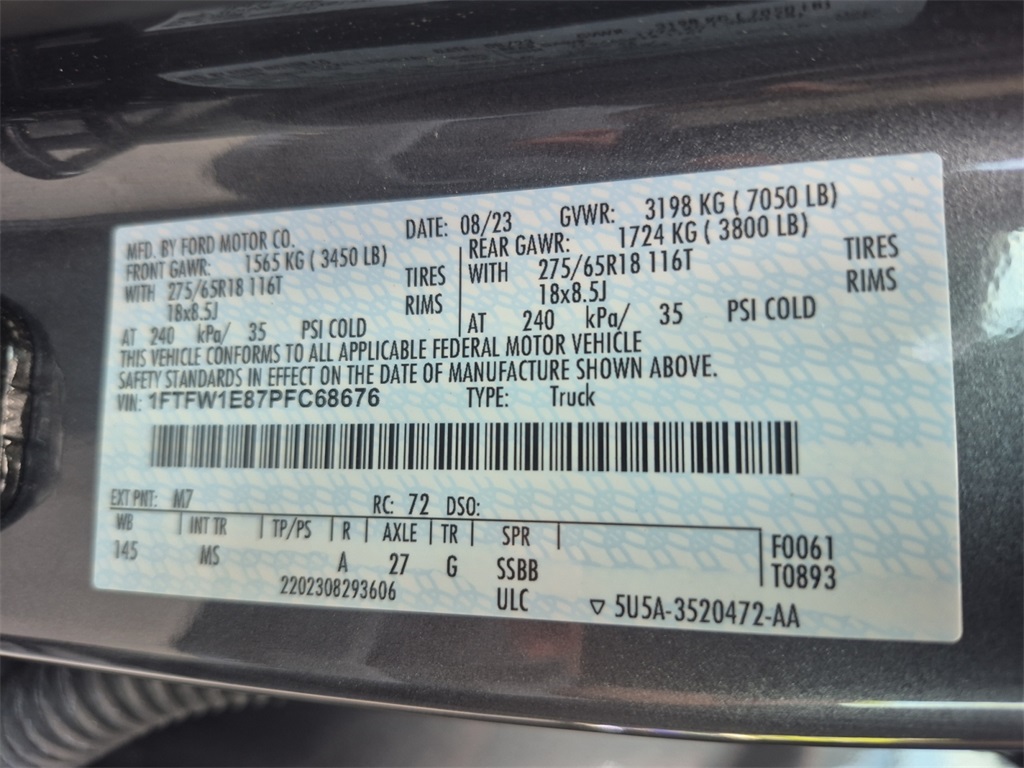 MFD. BY FORD MOTOR CO. DATE: 08/23 GVWR: 3198 KG ( 7050 LB)
FRONT GAWR: 1565 KG ( 3450 LB) REAR GAWR: 1724 KG ( 3800 LB)
WITH 275/65R18 116T TIRES WITH 275/65R18 116T TIRES
18x8.5J RIMS 18x8.5J RIMS
AT 240 kPa/ 35 PSI COLD AT 240 kPa/ 35 PSI COLD
THIS VEHICLE CONFORMS TO ALL APPLICABLE FEDERAL MOTOR VEHICLE
SAFETY STANDARDS IN EFFECT ON THE DATE OF MANUFACTURE SHOWN ABOVE.
VIN: 1FTFW1E87PFC68676 TYPE: Truck
EXT PNT: M7 RC: 72 DSO:
WB INT TR TP/PS R AXLE TR SPR F0061
145 MS A 27 G SSBB T0893
2202308293606 ULC ▽ 5U5A-3520472-AA